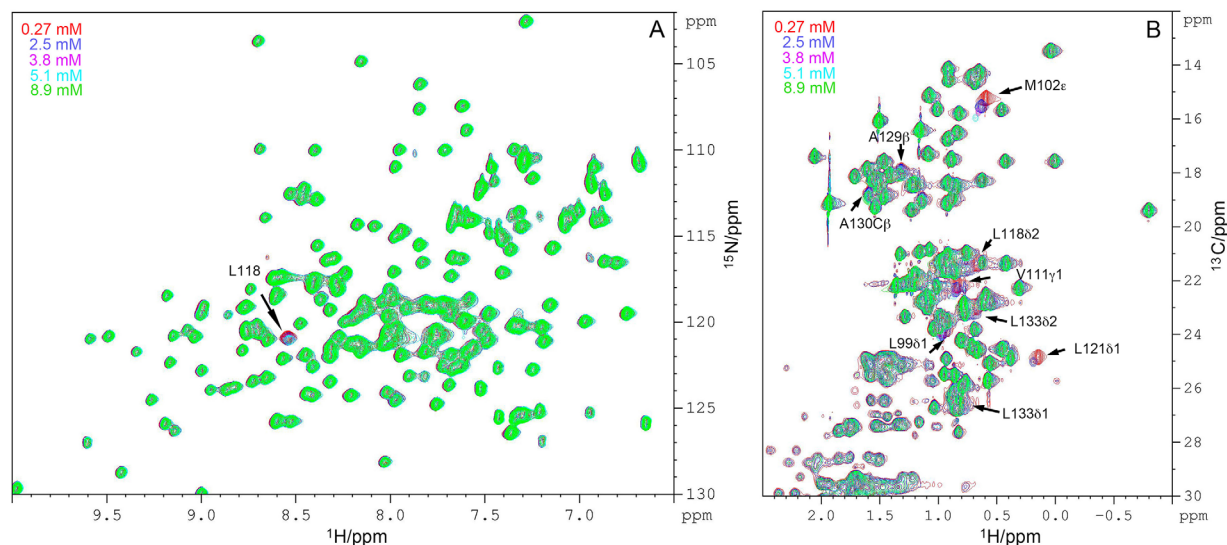 A
0.27 mM
2.5 mM
3.8 mM
5.1 mM
8.9 mM
L118
ppm
105
110
115
120
125
130
ppm
¹⁵N/ppm
9.5 9.0 8.5 8.0 7.5 7.0
¹H/ppm
B
0.27 mM
2.5 mM
3.8 mM
5.1 mM
8.9 mM
M102ε
A129β
A130Cβ
L118δ2
V111γ1
L133δ2
L99δ1
L121δ1
L133δ1
ppm
14
16
18
20
22
24
26
28
30
ppm
¹³C/ppm
2.0 1.5 1.0 0.5 0.0 -0.5
¹H/ppm